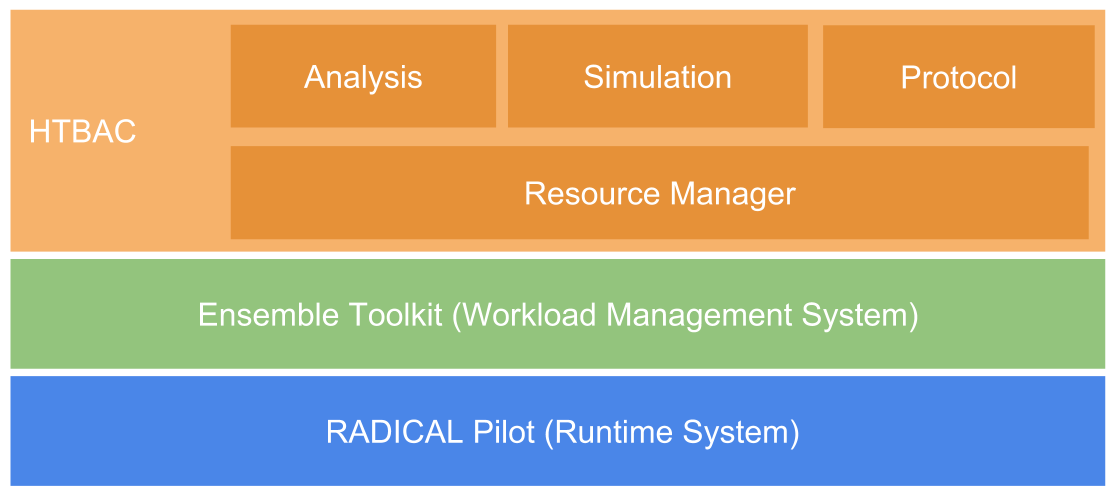 Analysis
Simulation
Protocol
HTBAC
Resource Manager
Ensemble Toolkit (Workload Management System)
RADICAL Pilot (Runtime System)